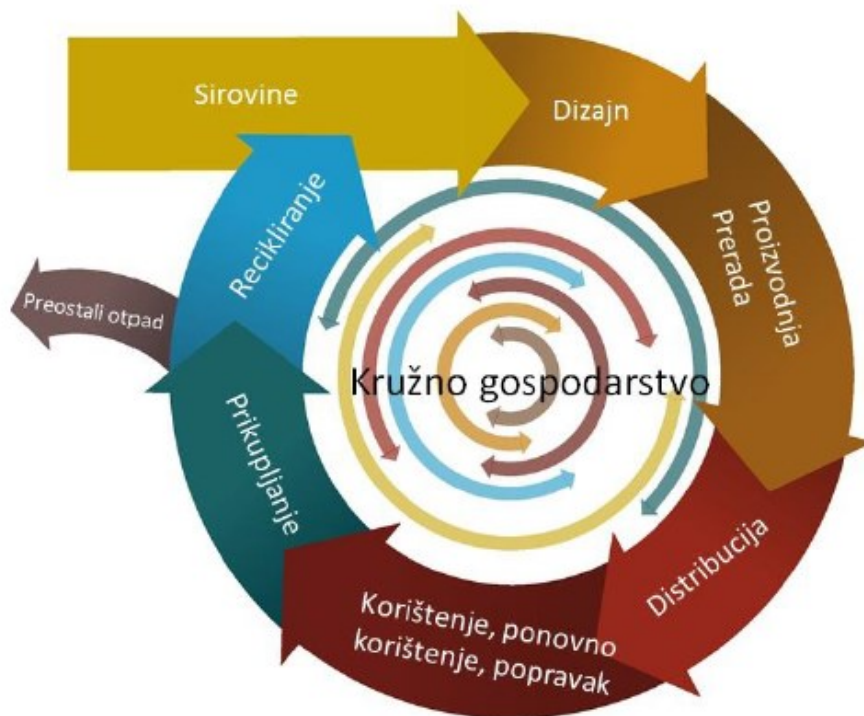 Sirovine
Dizajn
Proizvodnja
Prerada
Distribucija
Korištenje, ponovno
korištenje, popravak
Prikupljanje
Recikliranje
Preostali otpad
Kružno gospodarstvo